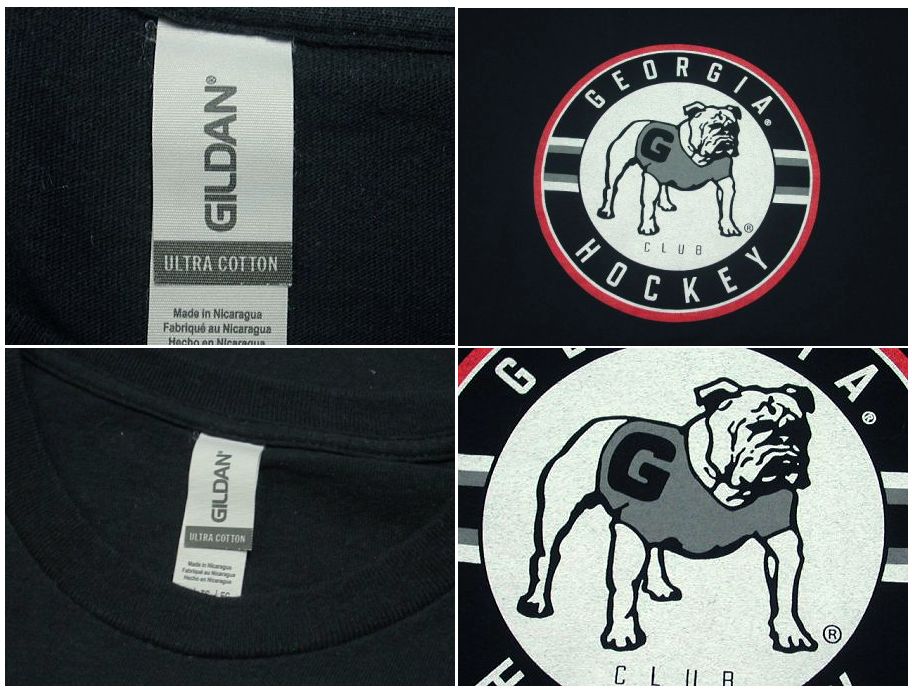 GILDAN®
ULTRA COTTON
Made in Nicaragua
Fabriqué au Nicaragua
Hecho en Nicaragua
GEORGIA®
G
®
CLUB
HOCKEY
GILDAN®
ULTRA COTTON
Made in Nicaragua
Fabriqué au Nicaragua
Hecho en Nicaragua
G
IA®
G
®
CLUB